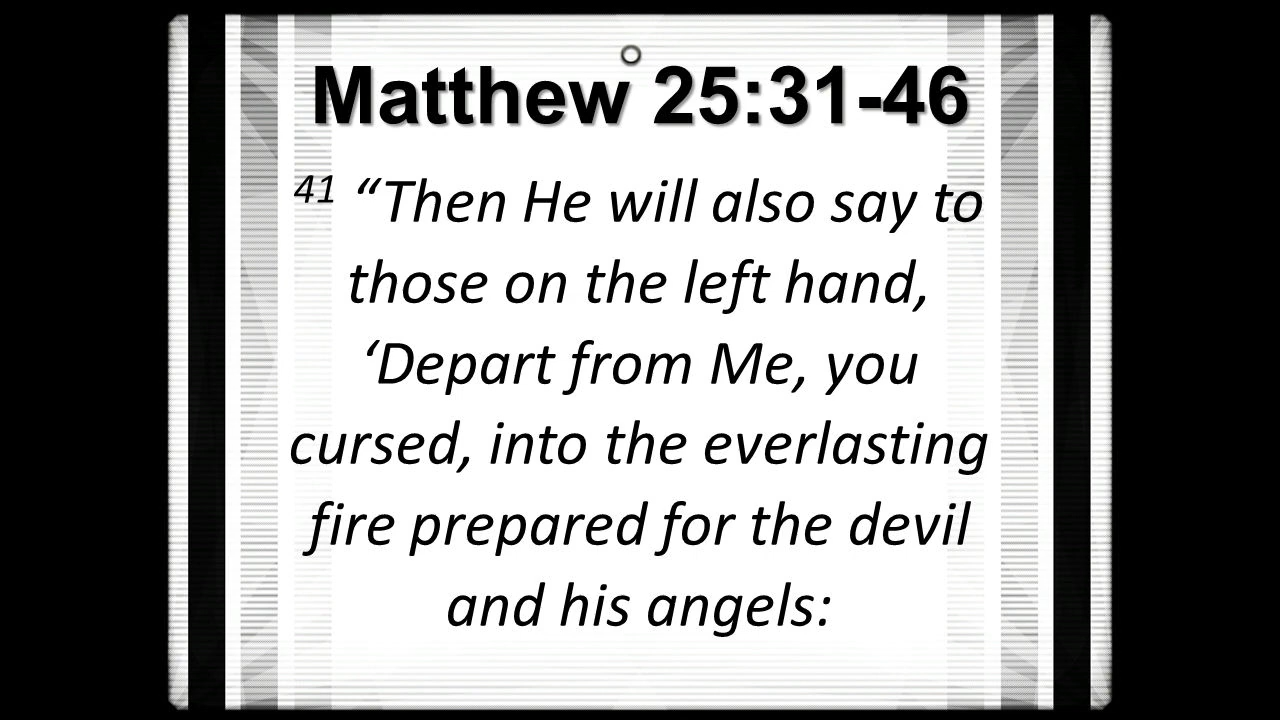 Matthew 25:31-46
41 “Then He will also say to
those on the left hand,
‘Depart from Me, you
cursed, into the everlasting
fire prepared for the devil
and his angels: